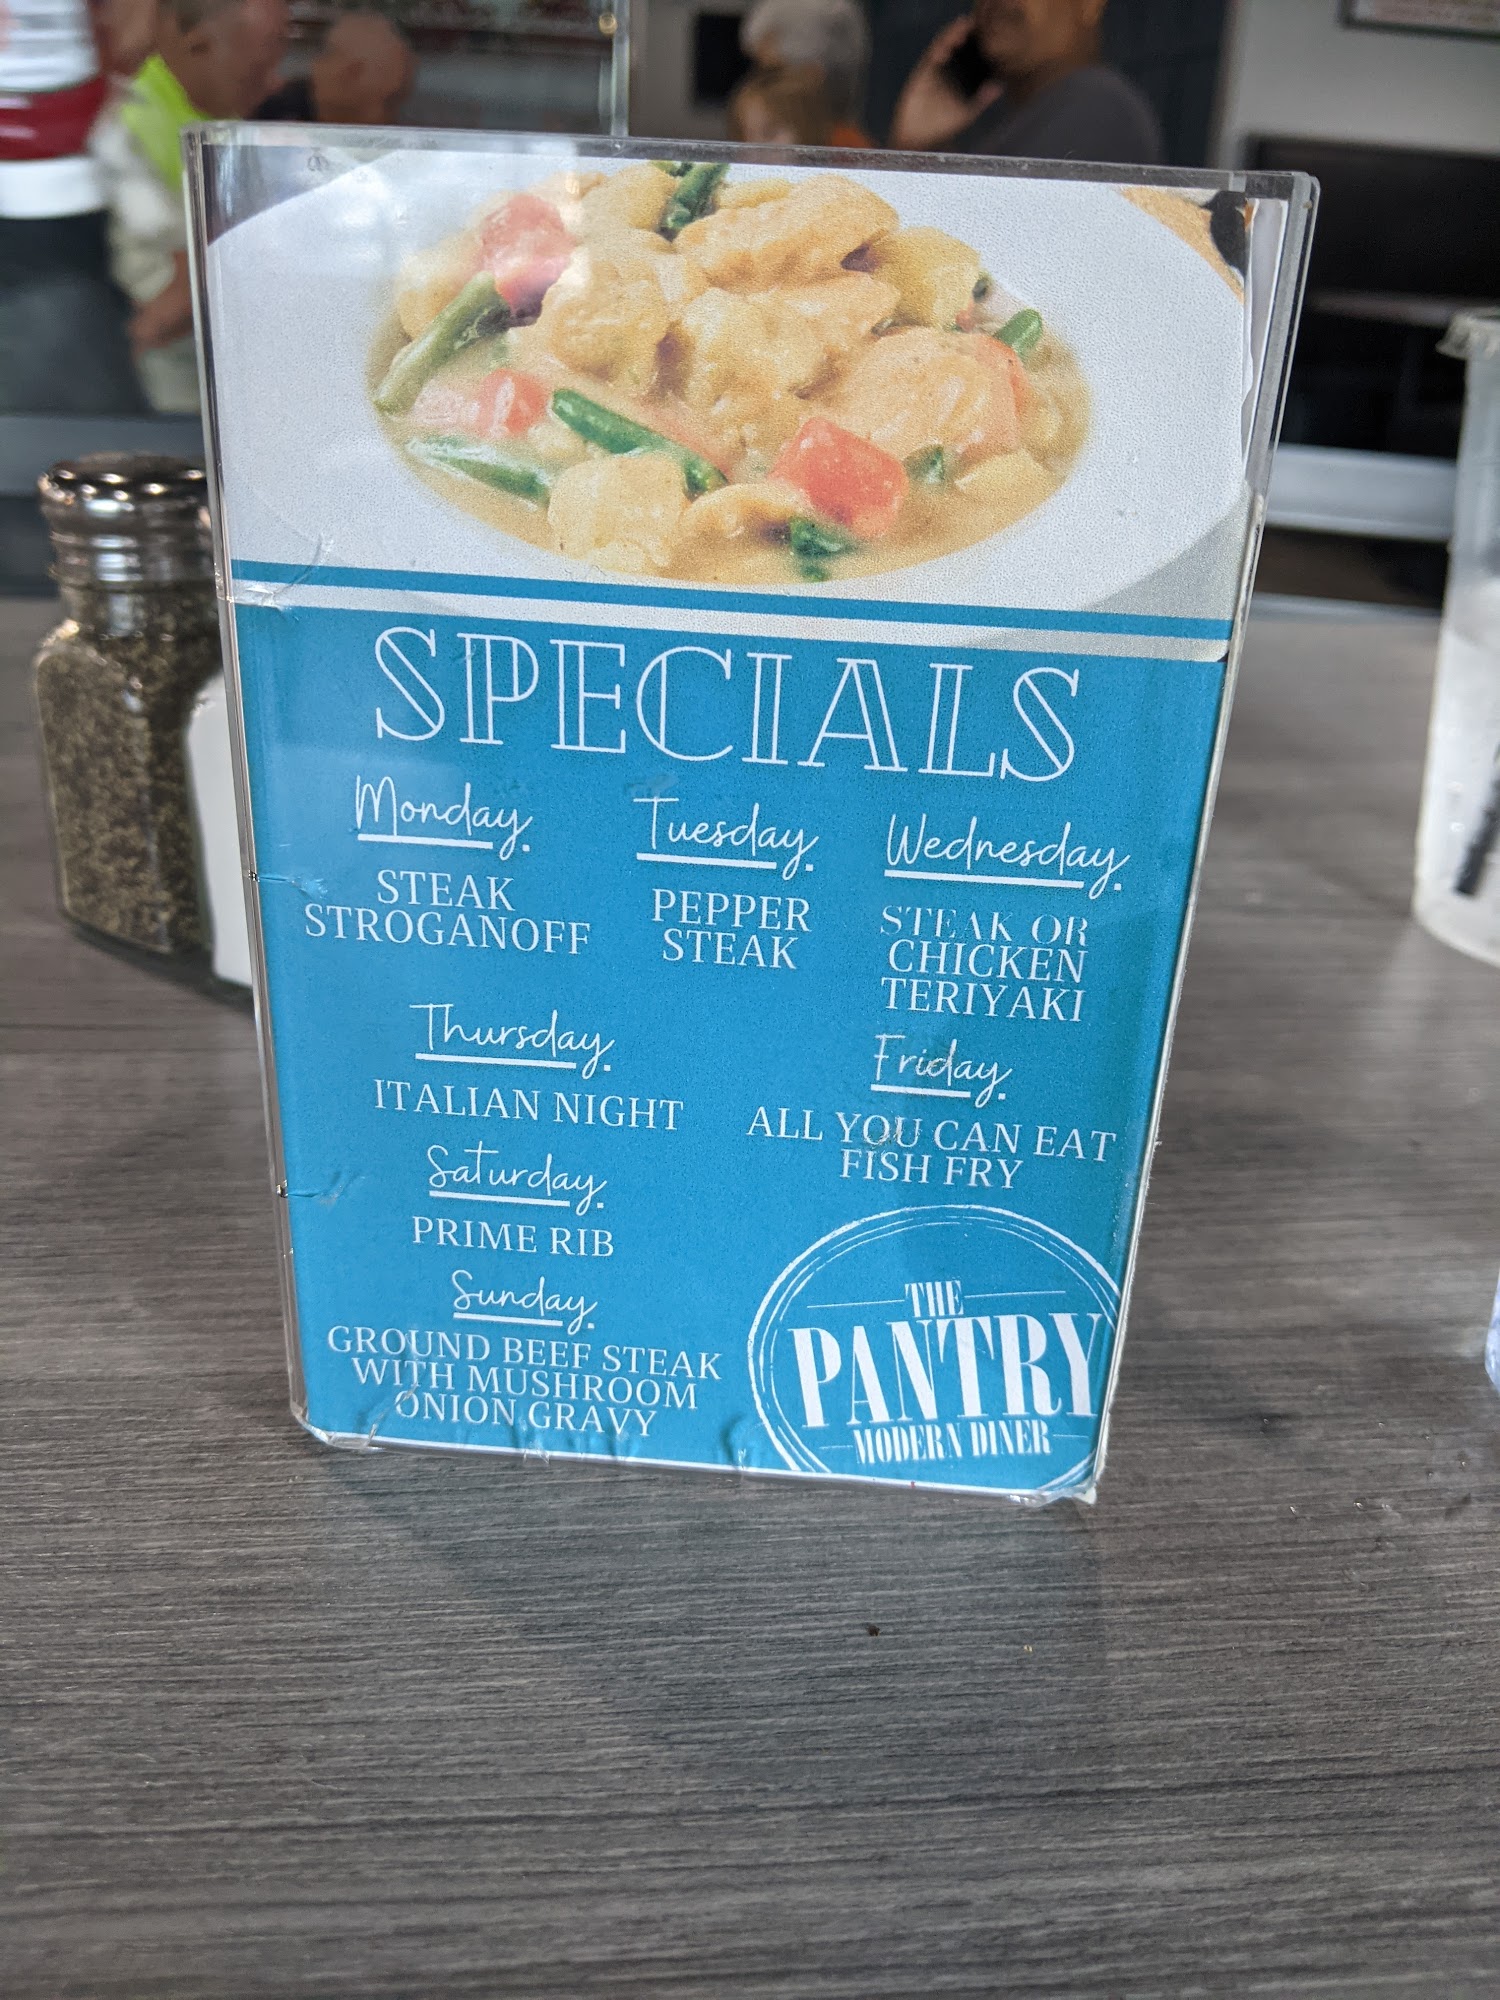 SPECIALS
Monday.
STEAK
STROGANOFF
Tuesday.
PEPPER
STEAK
Wednesday.
STEAK OR
CHICKEN
TERIYAKI
Thursday.
ITALIAN NIGHT
Friday.
ALL YOU CAN EAT
FISH FRY
Saturday.
PRIME RIB
Sunday.
GROUND BEEF STEAK
WITH MUSHROOM
ONION GRAVY
THE
PANTRY
MODERN DINER